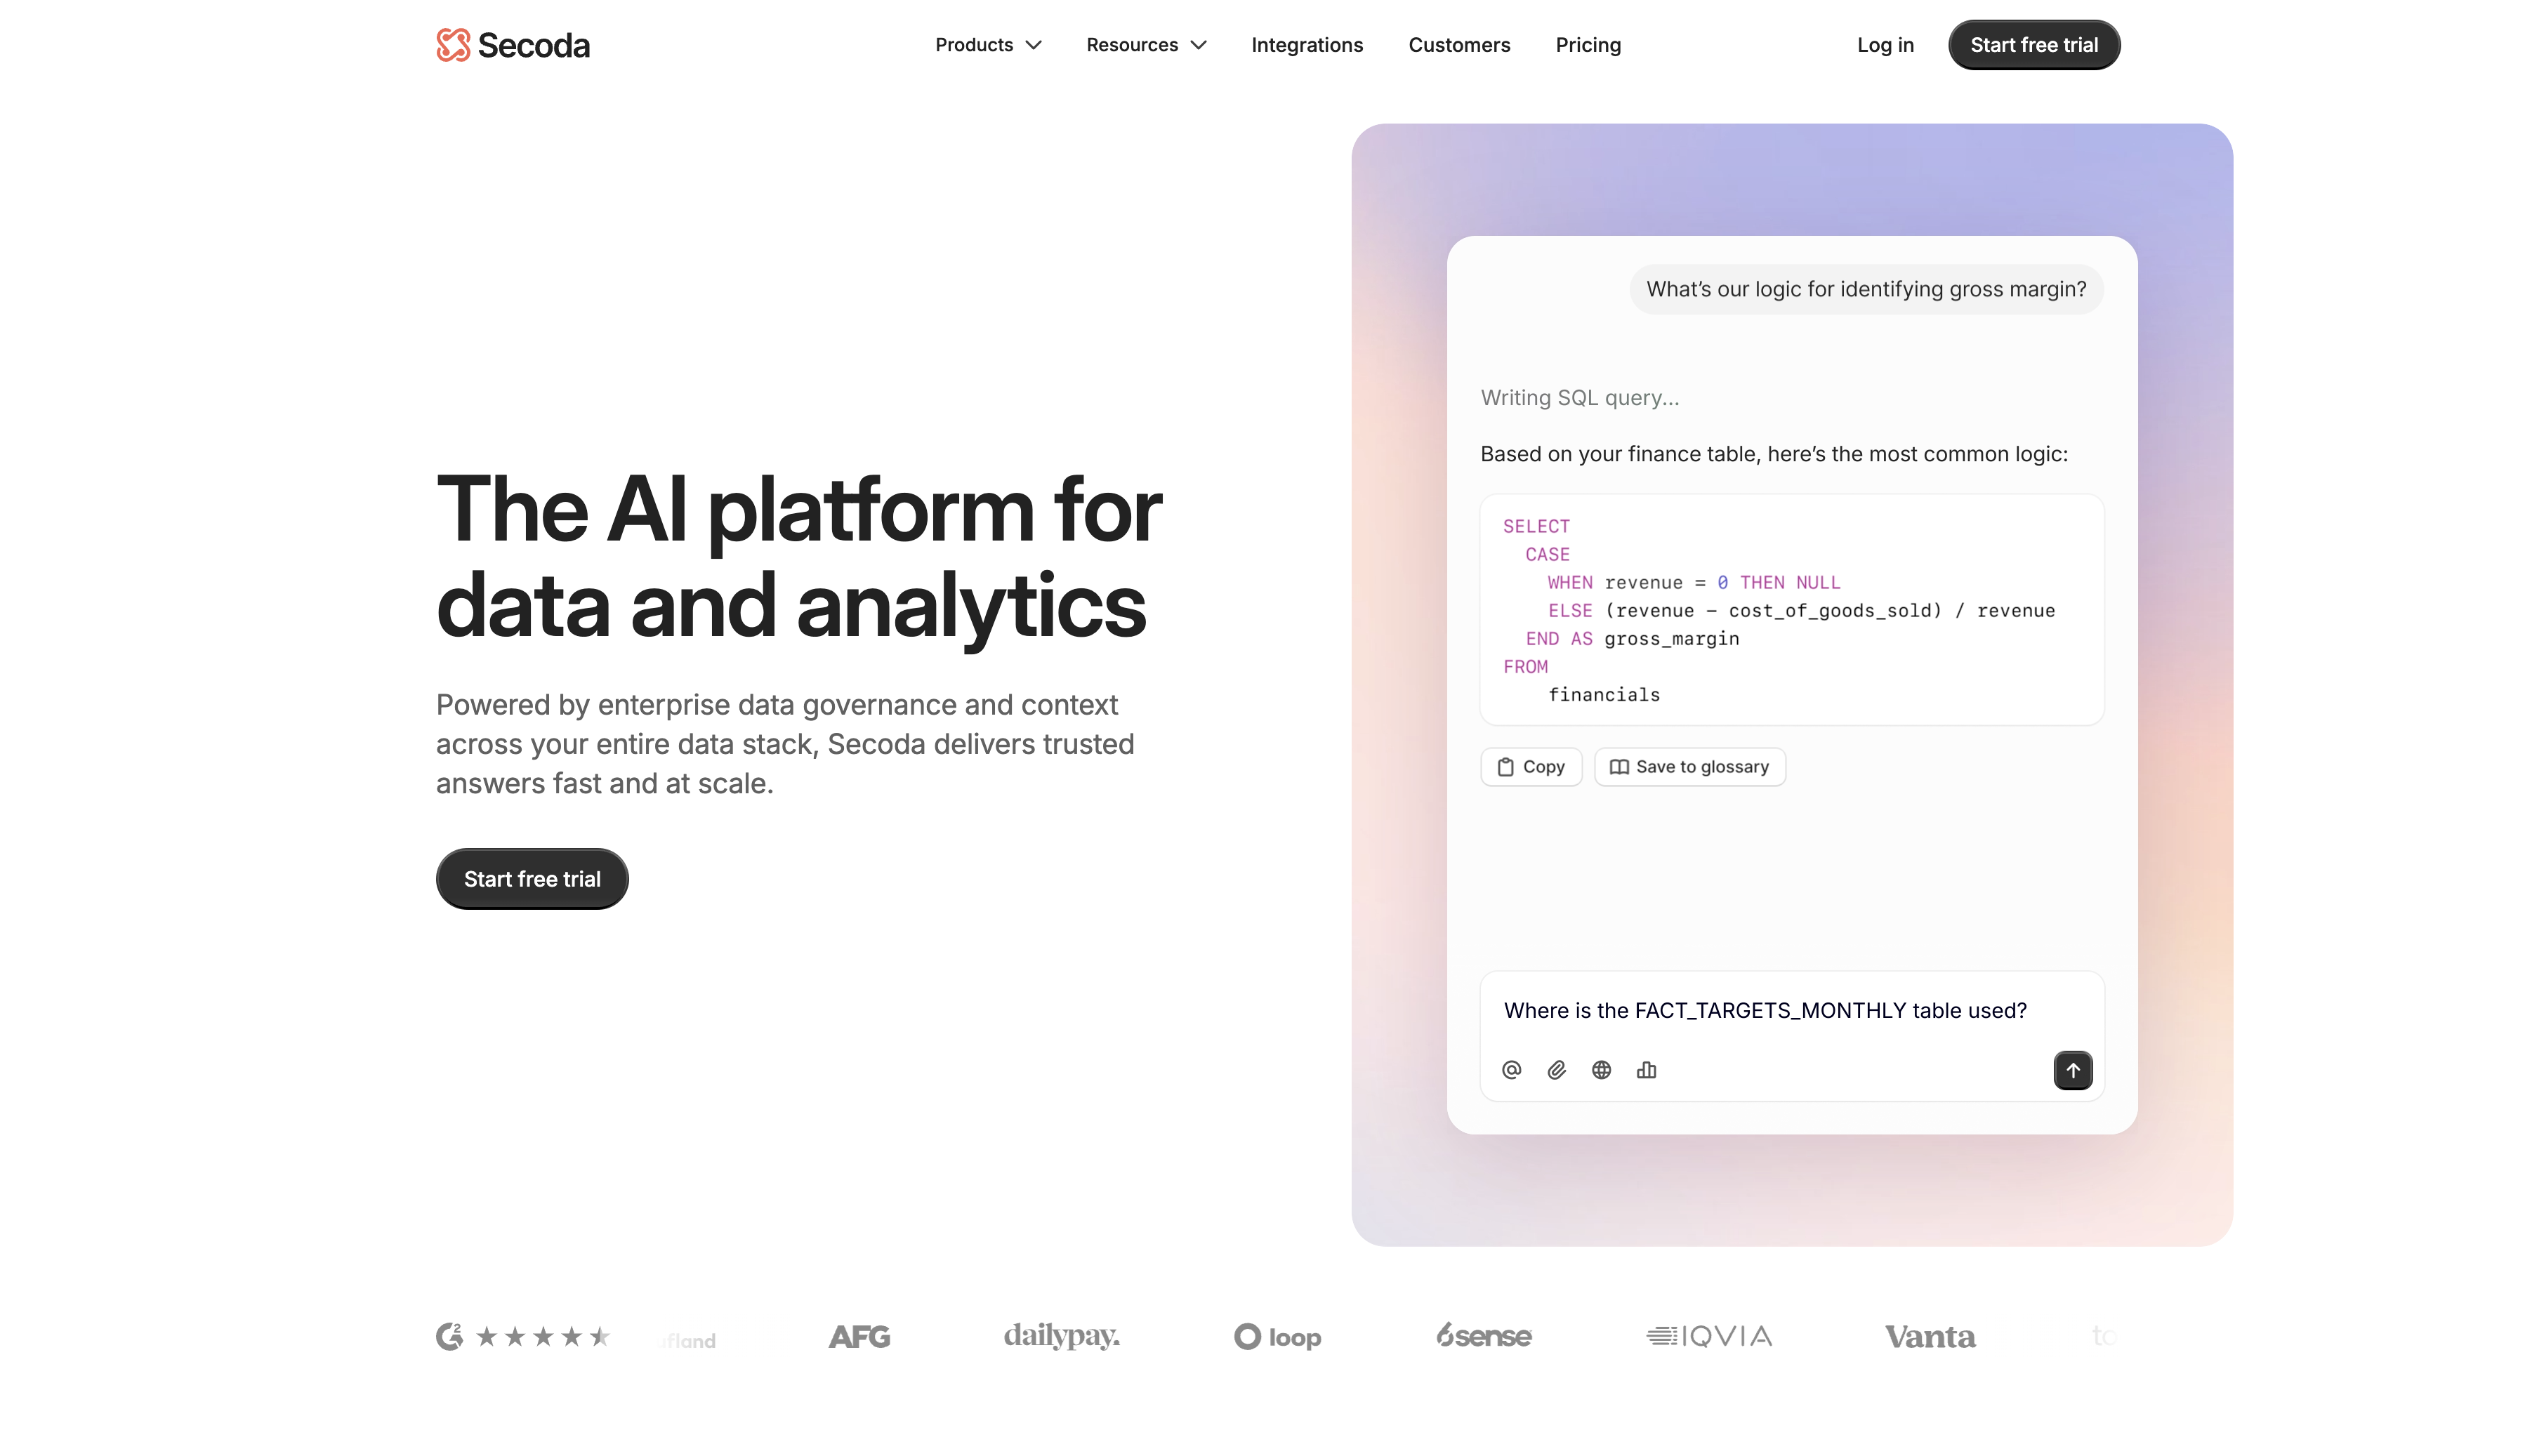 Secoda
Products
Resources
Integrations
Customers
Pricing
Log in
Start free trial
The AI platform for
data and analytics
Powered by enterprise data governance and context
across your entire data stack, Secoda delivers trusted
answers fast and at scale.
Start free trial
What’s our logic for identifying gross margin?
Writing SQL query...
Based on your finance table, here’s the most common logic:
SELECT
CASE
WHEN revenue = 0 THEN NULL
ELSE (revenue – cost_of_goods_sold) / revenue
END AS gross_margin
FROM
financials
Copy
Save to glossary
Where is the FACT_TARGETS_MONTHLY table used?
G2
AFG
dailypay.
loop
6sense
IQVIA
Vanta